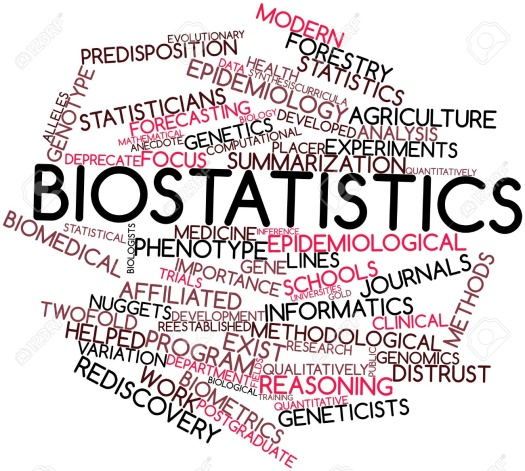 MODERN
EVOLUTIONARY
PREDISPOSITION
FORESTRY
STATISTICS
DATA
HEALTH
SYNTHESIS
CURRICULA
EPIDEMIOLOGY
ALLELES
GENOTYPE
STATISTICIANS
FORECASTING
BIOLOGY
DEVELOPED
AGRICULTURE
ANALYSIS
MATHEMATICAL
ANECDOTE
GENETICS
COMPUTATIONAL
PLACER
EXPERIMENTS
DEPRECATE
FOCUS
SUMMARIZATION
QUANTITATIVELY
BIOSTATISTICS
BIOMEDICAL
STATISTICAL
BIOLOGISTS
MEDICINE
INFERENCE
PHENOTYPE
EPIDEMIOLOGICAL
IMPORTANCE
GENE
LINES
TRIALS
SCHOOLS
JOURNALS
METHODS
UNIVERSITIES
GOLD
AFFILIATED
NUGGETS
DEVELOPMENT
INFORMATICS
CLINICAL
TWOFOLD
REESTABLISHED
METHODOLOGICAL
HELPED
PROGRAM
EXIST
RESEARCH
PUBLIC
GENOMICS
VARIATION
DEPARTMENT
FIELDS
QUALITATIVELY
DISTRUST
REDISCOVERY
WORK
BIOLOGICAL
BIOMETRICS
TRAINING
REASONING
QUANTITATIVE
POSTGRADUATE
GENETICISTS